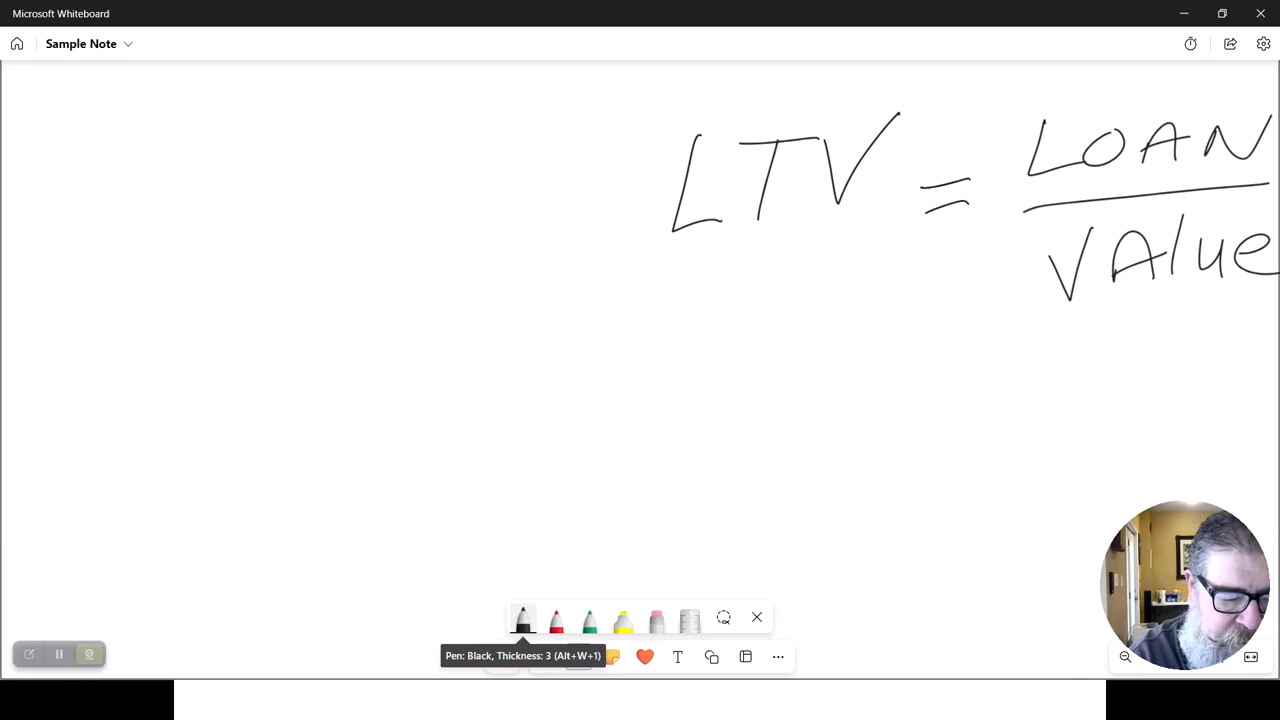 Microsoft Whiteboard
Sample Note
LTV = LOAN
VAlue
Pen: Black, Thickness: 3 (Alt+W+1)
T